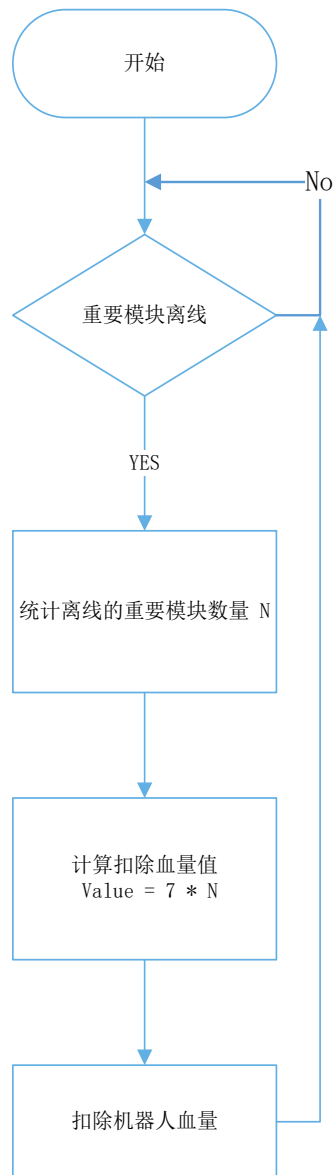 开始
No
重要模块离线
YES
统计离线的重要模块数量 N
计算扣除血量值
Value = 7 * N
扣除机器人血量